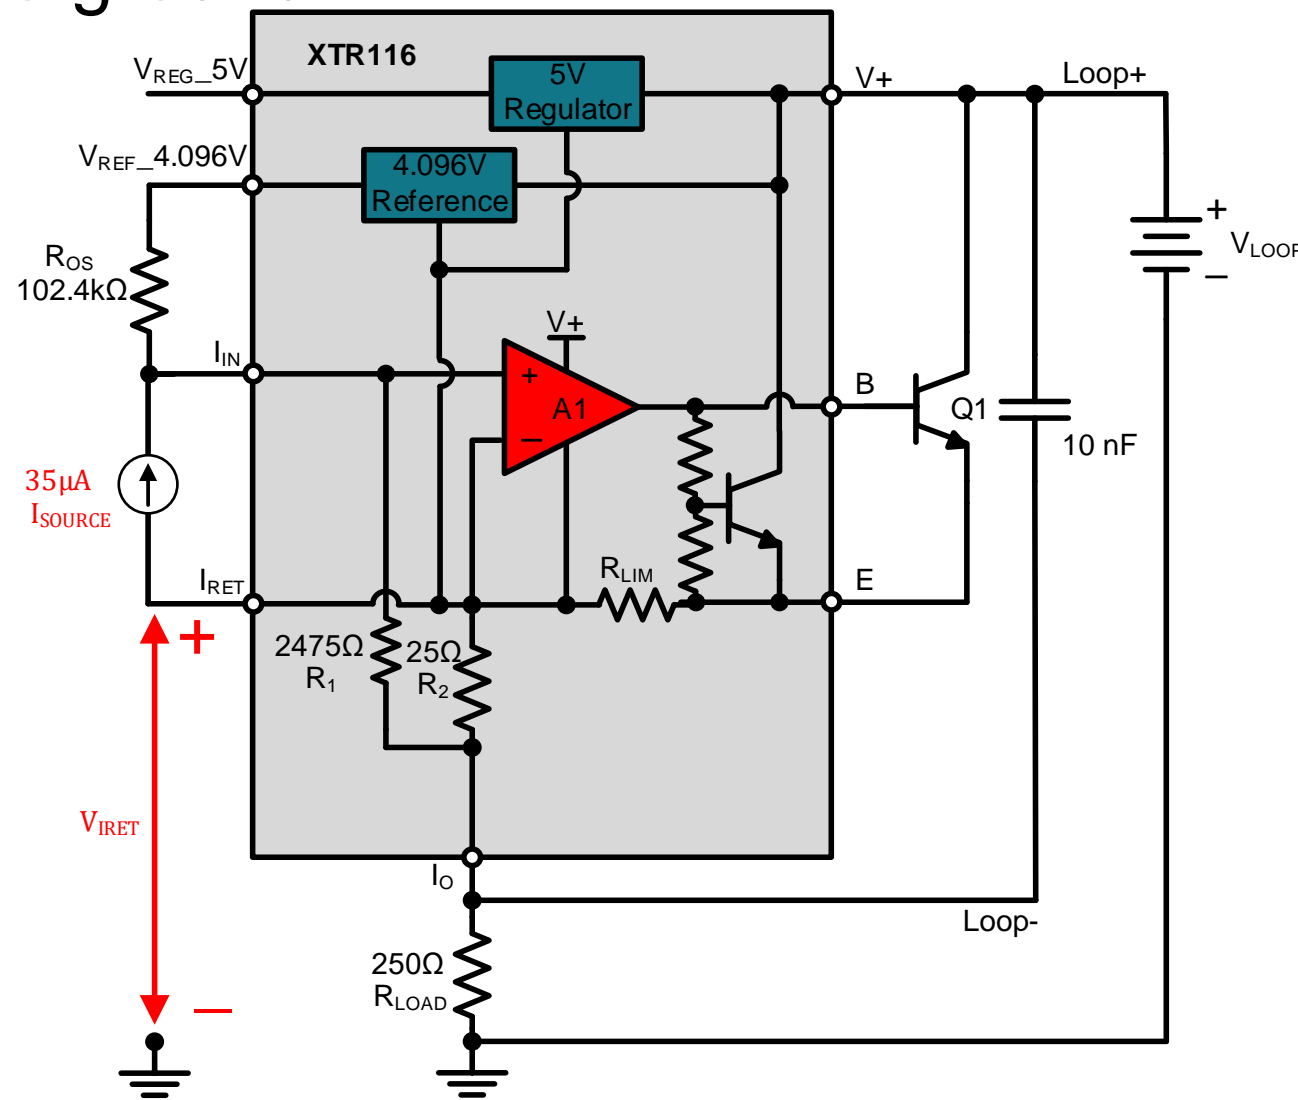 XTR116
V_REG_5V
5V
Regulator
V+
Loop+
V_REF_4.096V
4.096V
Reference
+
V_LOOP
–
R_OS
102.4kΩ
V+
I_IN
+
A1
–
B
Q1
10 nF
35µA
I_SOURCE
R_LIM
I_RET
E
+
2475Ω
R_1
25Ω
R_2
V_IRET
I_O
Loop-
250Ω
R_LOAD
–